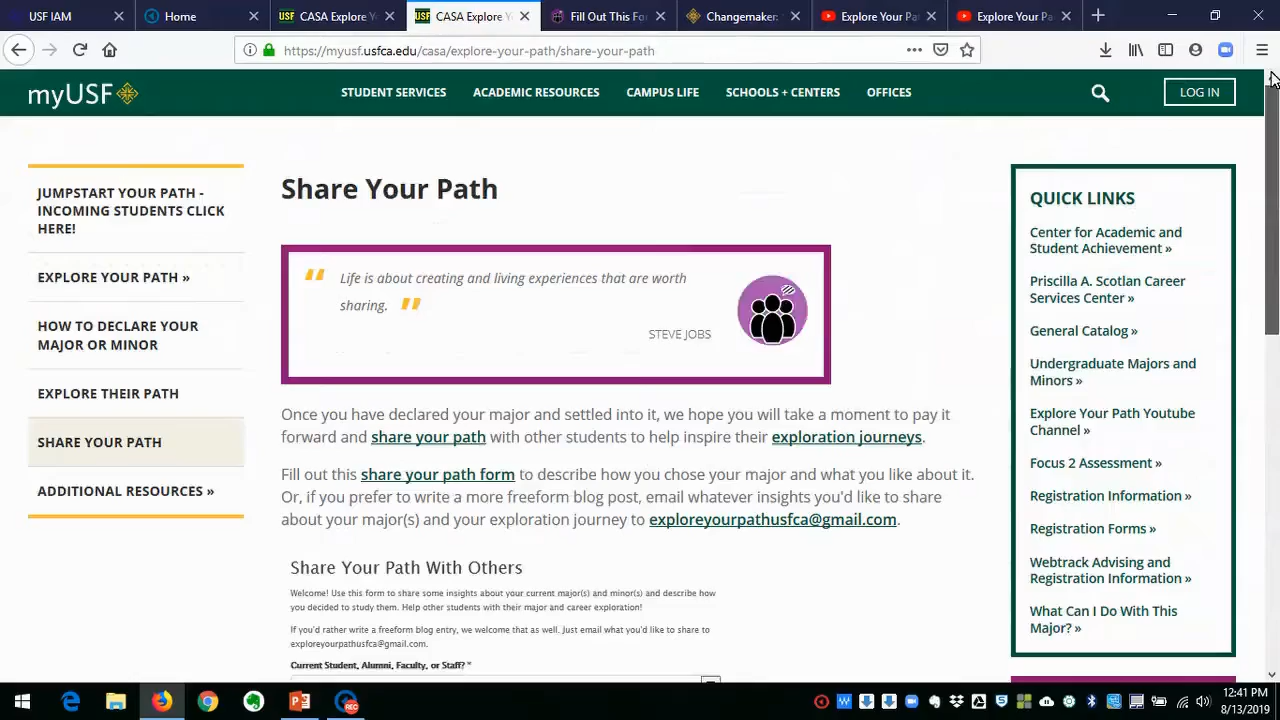 USF IAM
Home
CASA Explore Y
CASA Explore Y
Fill Out This Fo
Changemaker:
Explore Your Pa
Explore Your Pa
https://myusf.usfca.edu/casa/explore-your-path/share-your-path
myUSF
STUDENT SERVICES
ACADEMIC RESOURCES
CAMPUS LIFE
SCHOOLS + CENTERS
OFFICES
LOG IN
JUMPSTART YOUR PATH -
INCOMING STUDENTS CLICK
HERE!
EXPLORE YOUR PATH »
HOW TO DECLARE YOUR
MAJOR OR MINOR
EXPLORE THEIR PATH
SHARE YOUR PATH
ADDITIONAL RESOURCES »
Share Your Path
“ Life is about creating and living experiences that are worth
sharing. ”
STEVE JOBS
Once you have declared your major and settled into it, we hope you will take a moment to pay it
forward and share your path with other students to help inspire their exploration journeys.
Fill out this share your path form to describe how you chose your major and what you like about it.
Or, if you prefer to write a more freeform blog post, email whatever insights you'd like to share
about your major(s) and your exploration journey to exploreyourpathusfca@gmail.com.
Share Your Path With Others
Welcome! Use this form to share some insights about your current major(s) and minor(s) and describe how
you decided to study them. Help other students with their major and career exploration!
If you'd rather write a freeform blog entry, we welcome that as well. Just email what you'd like to share to
exploreyourpathusfca@gmail.com.
Current Student, Alumni, Faculty, or Staff? *
QUICK LINKS
Center for Academic and
Student Achievement »
Priscilla A. Scotlan Career
Services Center »
General Catalog »
Undergraduate Majors and
Minors »
Explore Your Path Youtube
Channel »
Focus 2 Assessment »
Registration Information »
Registration Forms »
Webtrack Advising and
Registration Information »
What Can I Do With This
Major? »
12:41 PM
8/13/2019